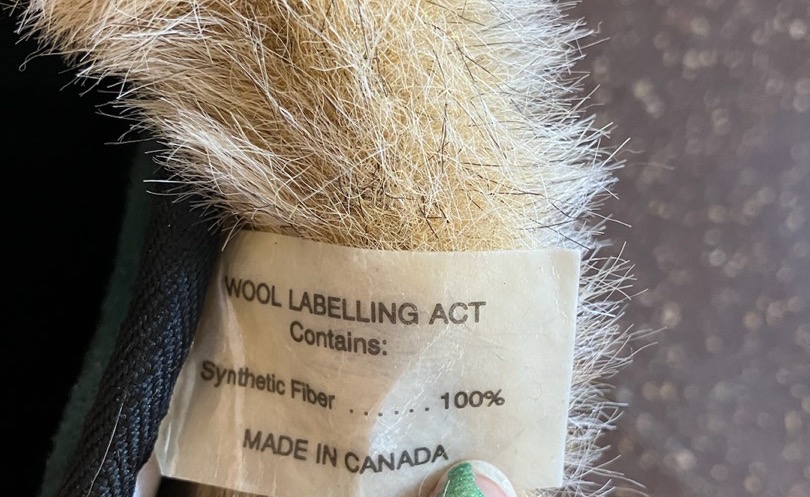 WOOL LABELLING ACT
Contains:
Synthetic Fiber ...... 100%
MADE IN CANADA